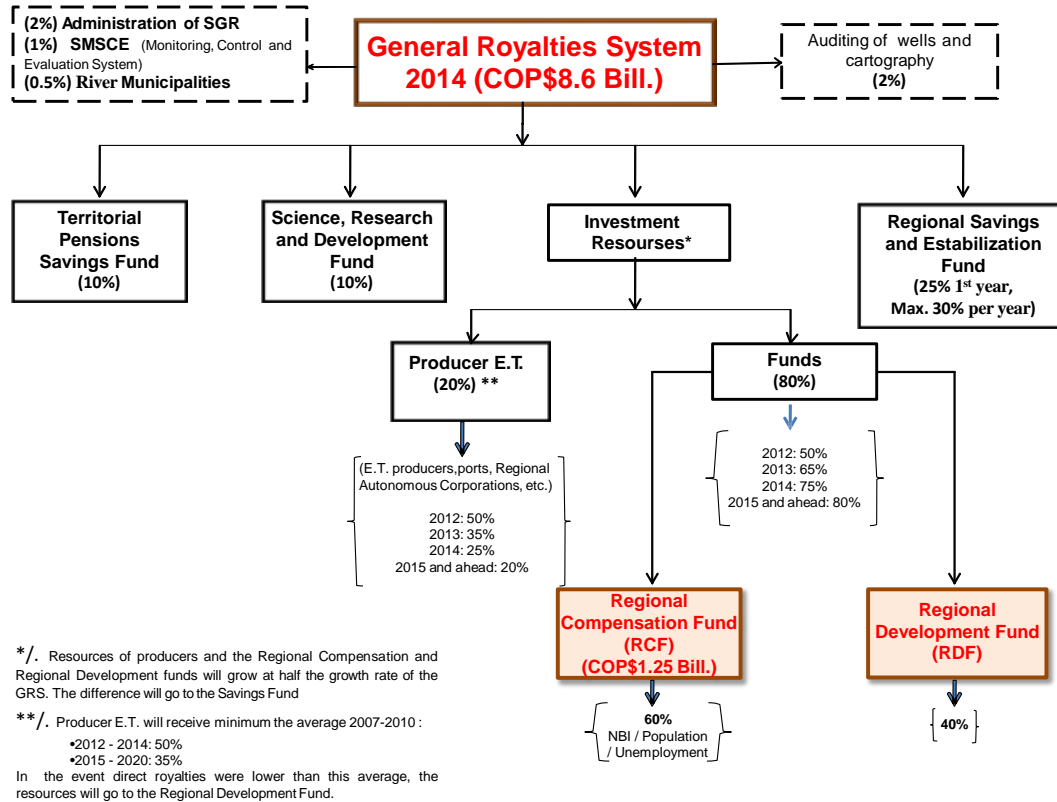 (2%) Administration of SGR
(1%) SMSCE (Monitoring, Control and
Evaluation System)
(0.5%) River Municipalities
General Royalties System
2014 (COP$8.6 Bill.)
Auditing of wells and
cartography
(2%)
Territorial
Pensions
Savings Fund
(10%)
Science, Research
and Development
Fund
(10%)
Investment
Resourses*
Regional Savings
and Estabilization
Fund
(25% 1st year,
Max. 30% per year)
Producer E.T.
(20%) **
Funds
(80%)
(E.T. producers,ports, Regional
Autonomous Corporations, etc.)
2012: 50%
2013: 35%
2014: 25%
2015 and ahead: 20%
2012: 50%
2013: 65%
2014: 75%
2015 and ahead: 80%
Regional
Compensation Fund
(RCF)
(COP$1.25 Bill.)
Regional
Development Fund
(RDF)
60%
NBI / Population
/ Unemployment
40%
*/. Resources of producers and the Regional Compensation and
Regional Development funds will grow at half the growth rate of the
GRS. The difference will go to the Savings Fund
**/. Producer E.T. will receive minimum the average 2007-2010 :
•2012 - 2014: 50%
•2015 - 2020: 35%
In the event direct royalties were lower than this average, the
resources will go to the Regional Development Fund.